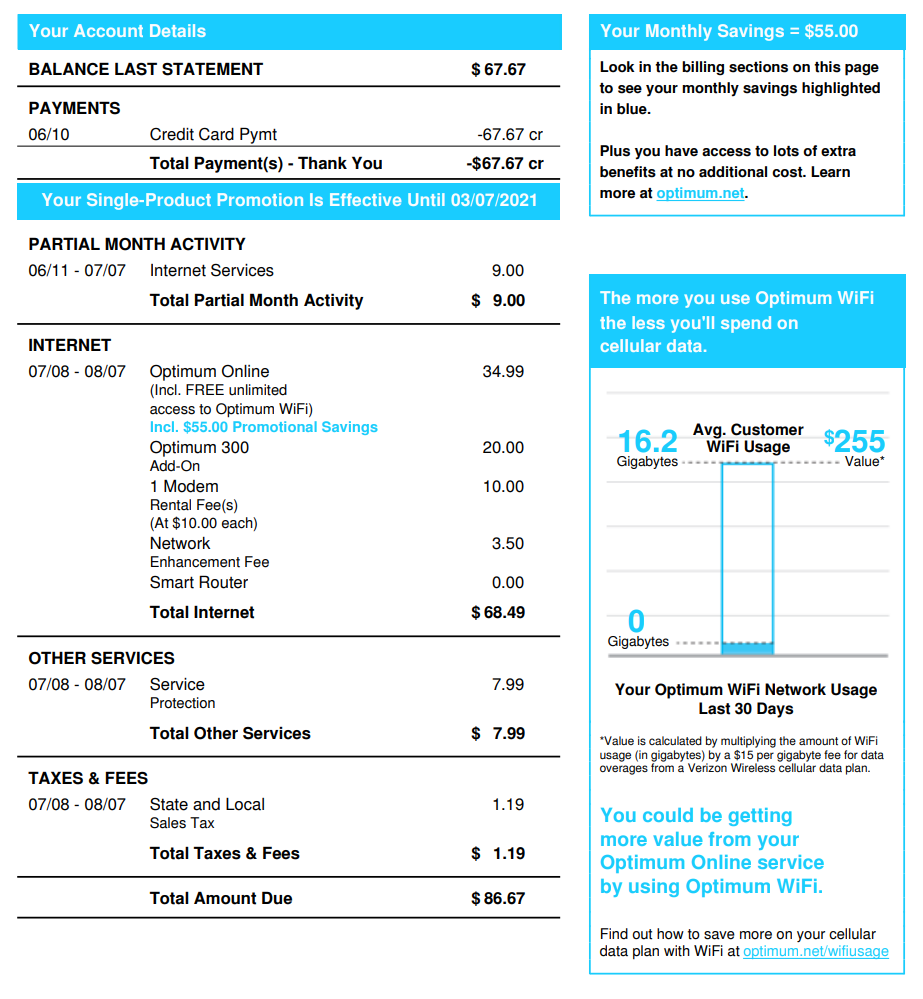 Your Account Details
BALANCE LAST STATEMENT $ 67.67
PAYMENTS
06/10 Credit Card Pymt -67.67 cr
Total Payment(s) - Thank You -$67.67 cr
Your Single-Product Promotion Is Effective Until 03/07/2021
PARTIAL MONTH ACTIVITY
06/11 - 07/07 Internet Services 9.00
Total Partial Month Activity $ 9.00
INTERNET
07/08 - 08/07 Optimum Online 34.99
(Incl. FREE unlimited
access to Optimum WiFi)
Incl. $55.00 Promotional Savings
Optimum 300 20.00
Add-On
1 Modem 10.00
Rental Fee(s)
(At $10.00 each)
Network 3.50
Enhancement Fee
Smart Router 0.00
Total Internet $ 68.49
OTHER SERVICES
07/08 - 08/07 Service 7.99
Protection
Total Other Services $ 7.99
TAXES & FEES
07/08 - 08/07 State and Local 1.19
Sales Tax
Total Taxes & Fees $ 1.19
Total Amount Due $ 86.67
Your Monthly Savings = $55.00
Look in the billing sections on this page
to see your monthly savings highlighted
in blue.
Plus you have access to lots of extra
benefits at no additional cost. Learn
more at optimum.net.
The more you use Optimum WiFi
the less you'll spend on
cellular data.
16.2 Avg. Customer $255
Gigabytes WiFi Usage Value*
0
Gigabytes
Your Optimum WiFi Network Usage
Last 30 Days
*Value is calculated by multiplying the amount of WiFi
usage (in gigabytes) by a $15 per gigabyte fee for data
overages from a Verizon Wireless cellular data plan.
You could be getting
more value from your
Optimum Online service
by using Optimum WiFi.
Find out how to save more on your cellular
data plan with WiFi at optimum.net/wifiusage